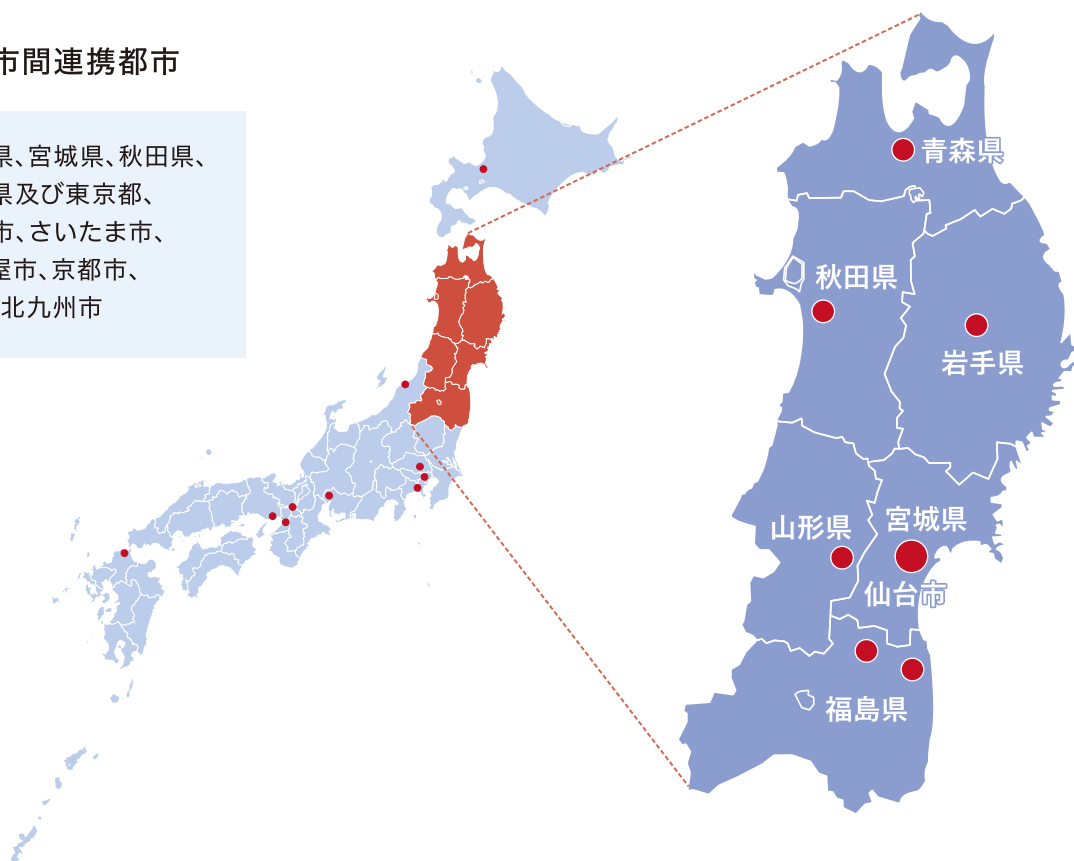 市間連携都市
県、宮城県、秋田県、
県及び東京都、
市、さいたま市、
屋市、京都市、
北九州市
青森県
秋田県
岩手県
山形県
宮城県
仙台市
福島県